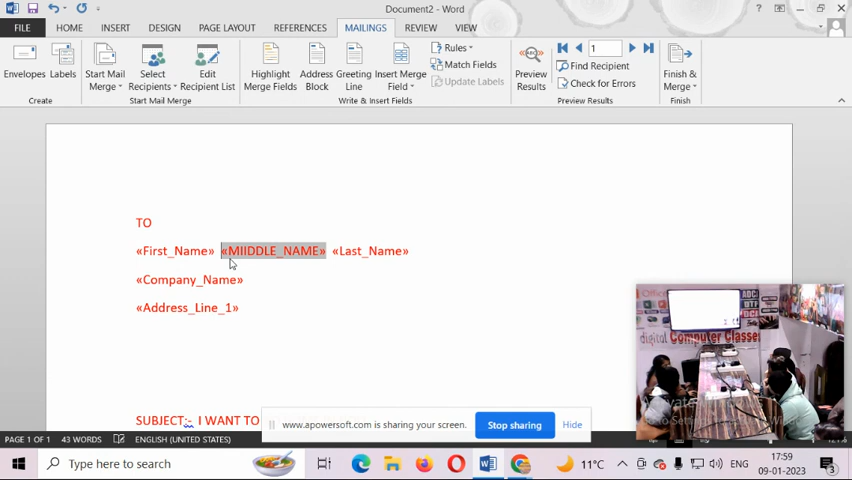 Document2 - Word
FILE HOME INSERT DESIGN PAGE LAYOUT REFERENCES MAILINGS REVIEW VIEW
Envelopes Labels
Start Mail Merge
Select Recipients
Edit Recipient List
Highlight Merge Fields
Address Block
Greeting Line
Insert Merge Field
Rules
Match Fields
Update Labels
Preview Results
1
Find Recipient
Check for Errors
Finish & Merge
Create Start Mail Merge Write & Insert Fields Preview Results Finish
TO
«First_Name» «MIIDDLE_NAME» «Last_Name»
«Company_Name»
«Address_Line_1»
SUBJECT:- I WANT TO
digital Computer Classes
www.apowersoft.com is sharing your screen. Stop sharing Hide
PAGE 1 OF 1 43 WORDS ENGLISH (UNITED STATES)
Type here to search
11°C
ENG
17:59
09-01-2023
3